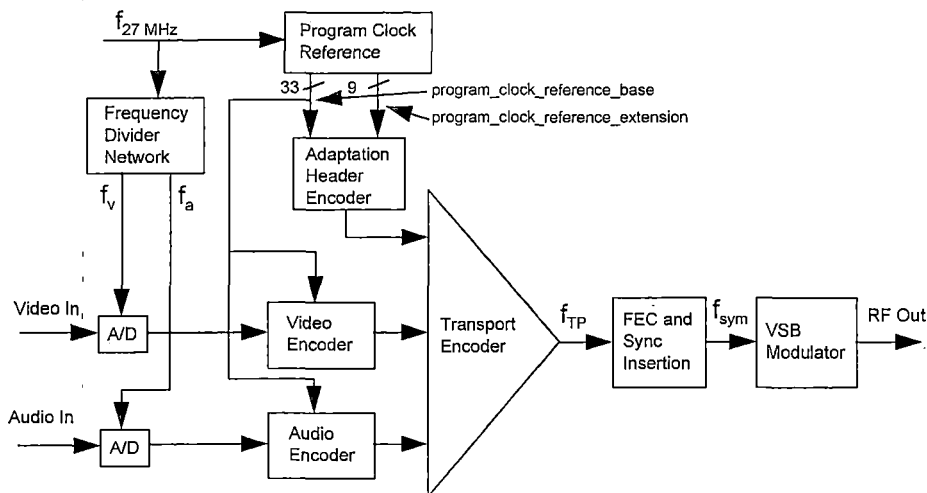 f27 MHz
Program Clock
Reference
33
9
program_clock_reference_base
program_clock_reference_extension
Frequency
Divider
Network
Adaptation
Header
Encoder
fv
fa
Video In
A/D
Video
Encoder
Transport
Encoder
fTP
FEC and
Sync
Insertion
fsym
VSB
Modulator
RF Out
Audio In
A/D
Audio
Encoder